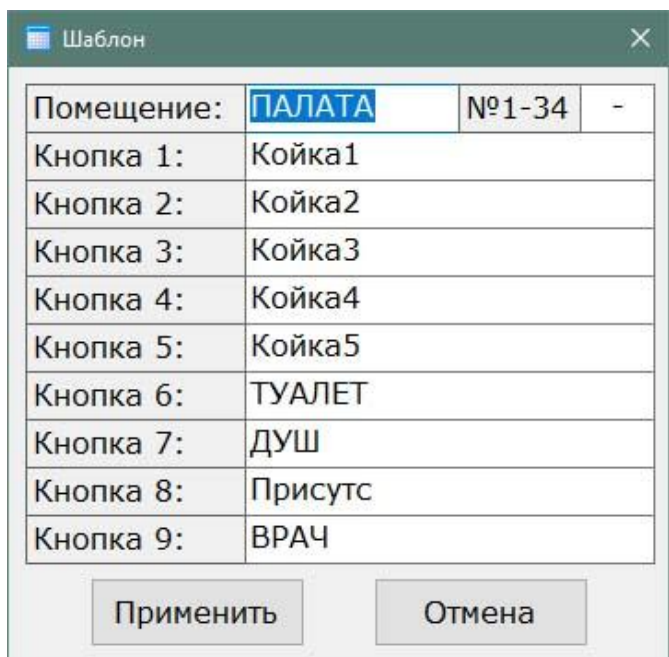 Шаблон
Помещение: ПАЛАТА №1-34 -
Кнопка 1: Койка1
Кнопка 2: Койка2
Кнопка 3: Койка3
Кнопка 4: Койка4
Кнопка 5: Койка5
Кнопка 6: ТУАЛЕТ
Кнопка 7: ДУШ
Кнопка 8: Присутс
Кнопка 9: ВРАЧ
Применить Отмена